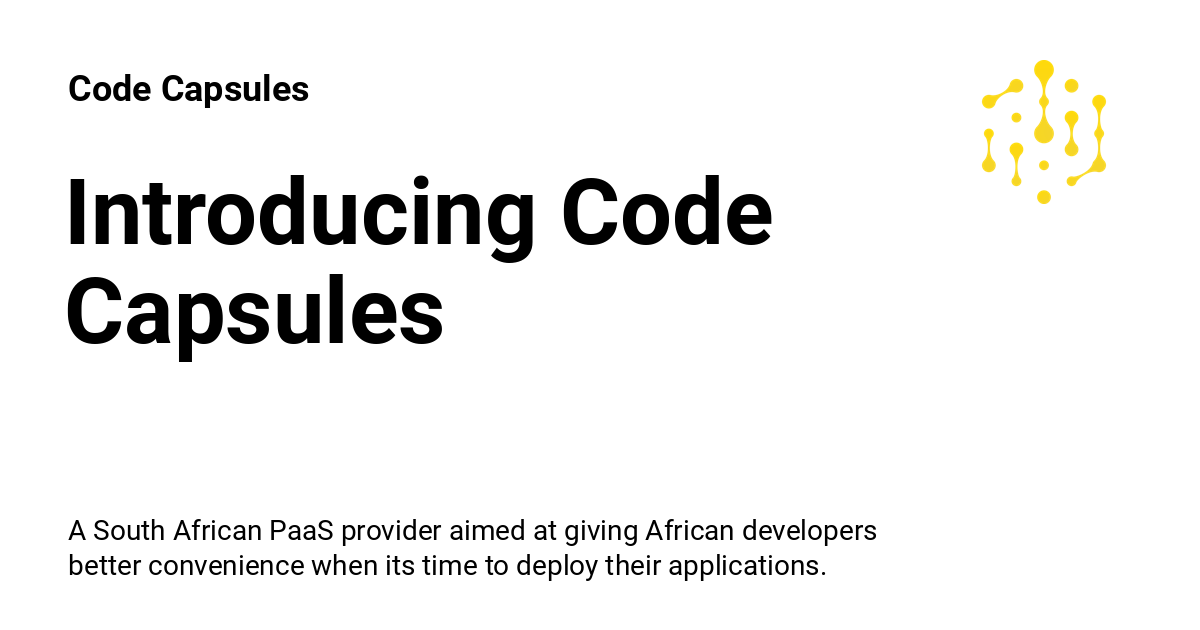 Code Capsules
Introducing Code
Capsules
A South African PaaS provider aimed at giving African developers
better convenience when its time to deploy their applications.